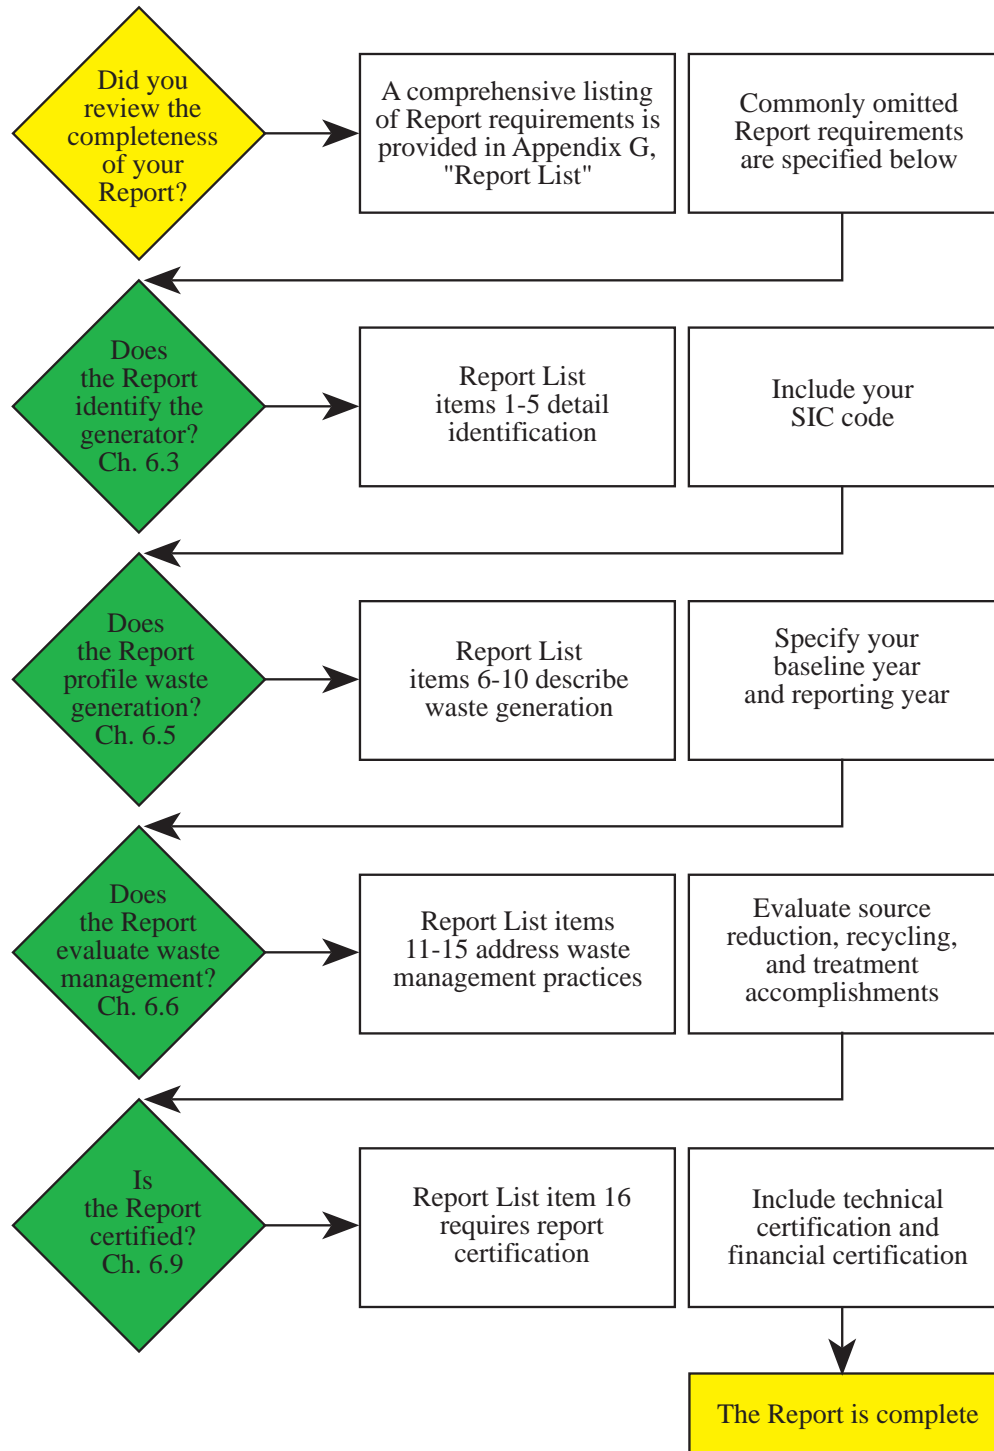 Did you
review the
completeness
of your
Report?
A comprehensive listing
of Report requirements is
provided in Appendix G,
"Report List"
Commonly omitted
Report requirements
are specified below
Does
the Report
identify the
generator?
Ch. 6.3
Report List
items 1-5 detail
identification
Include your
SIC code
Does
the Report
profile waste
generation?
Ch. 6.5
Report List
items 6-10 describe
waste generation
Specify your
baseline year
and reporting year
Does
the Report
evaluate waste
management?
Ch. 6.6
Report List items
11-15 address waste
management practices
Evaluate source
reduction, recycling,
and treatment
accomplishments
Is
the Report
certified?
Ch. 6.9
Report List item 16
requires report
certification
Include technical
certification and
financial certification
The Report is complete